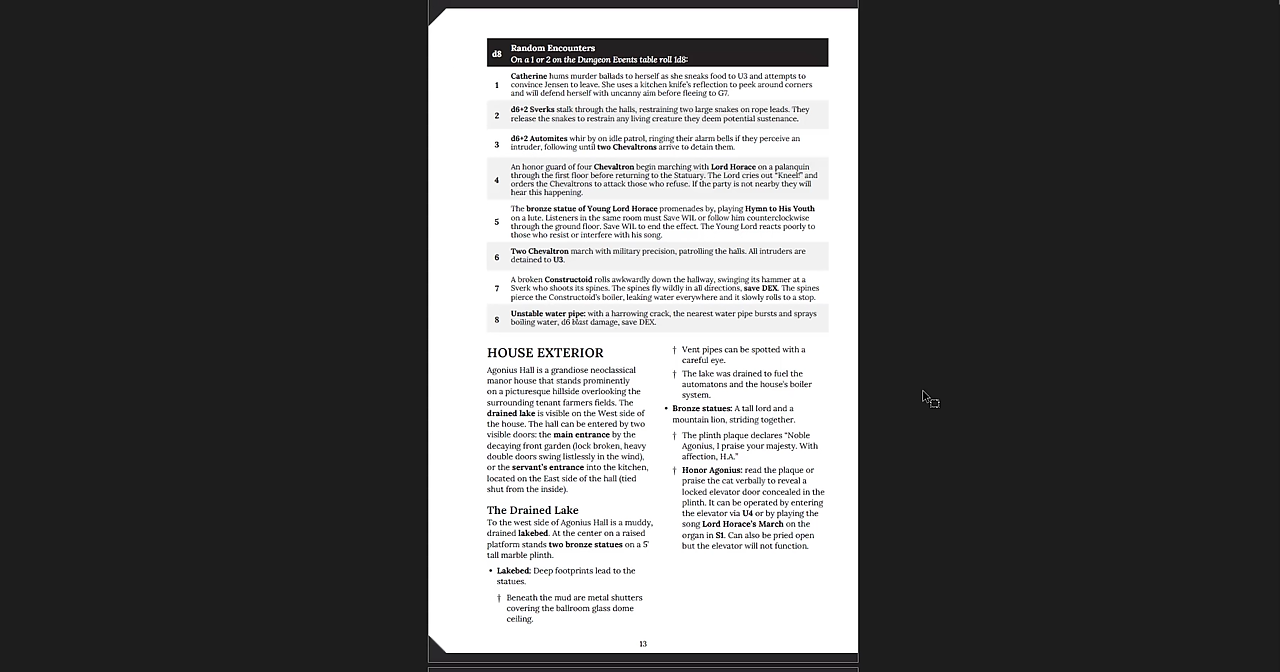 d8
Random Encounters
On a 1 or 2 on the Dungeon Events table roll 1d8:
1
Catherine hums murder ballads to herself as she sneaks food to U3 and attempts to
convince Jensen to leave. She uses a kitchen knife's reflection to peek around corners
and will defend herself with uncanny aim before fleeing to G7.
2
d6+2 Sverks stalk through the halls, restraining two large snakes on rope leads. They
release the snakes to restrain any living creature they deem potential sustenance.
3
d6+2 Automites whir by on idle patrol, ringing their alarm bells if they perceive an
intruder, following until two Chevaltrons arrive to detain them.
4
An honor guard of four Chevaltron begin marching with Lord Horace on a palanquin
through the first floor before returning to the Statuary. The Lord cries out "Kneel!" and
orders the Chevaltrons to attack those who refuse. If the party is not nearby they will
hear this happening.
5
The bronze statue of Young Lord Horace promenades by, playing Hymn to His Youth
on a lute. Listeners in the same room must Save WIL or follow him counterclockwise
through the ground floor. Save WIL to end the effect. The Young Lord reacts poorly to
those who resist or interfere with his song.
6
Two Chevaltron march with military precision, patrolling the halls. All intruders are
detained to U3.
7
A broken Constructoid rolls awkwardly down the hallway, swinging its hammer at a
Sverk who shoots its spines. The spines fly wildly in all directions, save DEX. The spines
pierce the Constructoid's boiler, leaking water everywhere and it slowly rolls to a stop.
8
Unstable water pipe: with a harrowing crack, the nearest water pipe bursts and sprays
boiling water, d6 blast damage, save DEX.
HOUSE EXTERIOR
Agonius Hall is a grandiose neoclassical
manor house that stands prominently
on a picturesque hillside overlooking the
surrounding tenant farmers fields. The
drained lake is visible on the West side of
the house. The hall can be entered by two
visible doors: the main entrance by the
decaying front garden (lock broken, heavy
double doors swing listlessly in the wind),
or the servant's entrance into the kitchen,
located on the East side of the hall (tied
shut from the inside).
The Drained Lake
To the west side of Agonius Hall is a muddy,
drained lakebed. At the center on a raised
platform stands two bronze statues on a 5'
tall marble plinth.
• Lakebed: Deep footprints lead to the
statues.
† Beneath the mud are metal shutters
covering the ballroom glass dome
ceiling.
† Vent pipes can be spotted with a
careful eye.
† The lake was drained to fuel the
automatons and the house's boiler
system.
• Bronze statues: A tall lord and a
mountain lion, striding together.
† The plinth plaque declares "Noble
Agonius, I praise your majesty. With
affection, H.A."
† Honor Agonius: read the plaque or
praise the cat verbally to reveal a
locked elevator door concealed in the
plinth. It can be operated by entering
the elevator via U4 or by playing the
song Lord Horace's March on the
organ in S1. Can also be pried open
but the elevator will not function.
13